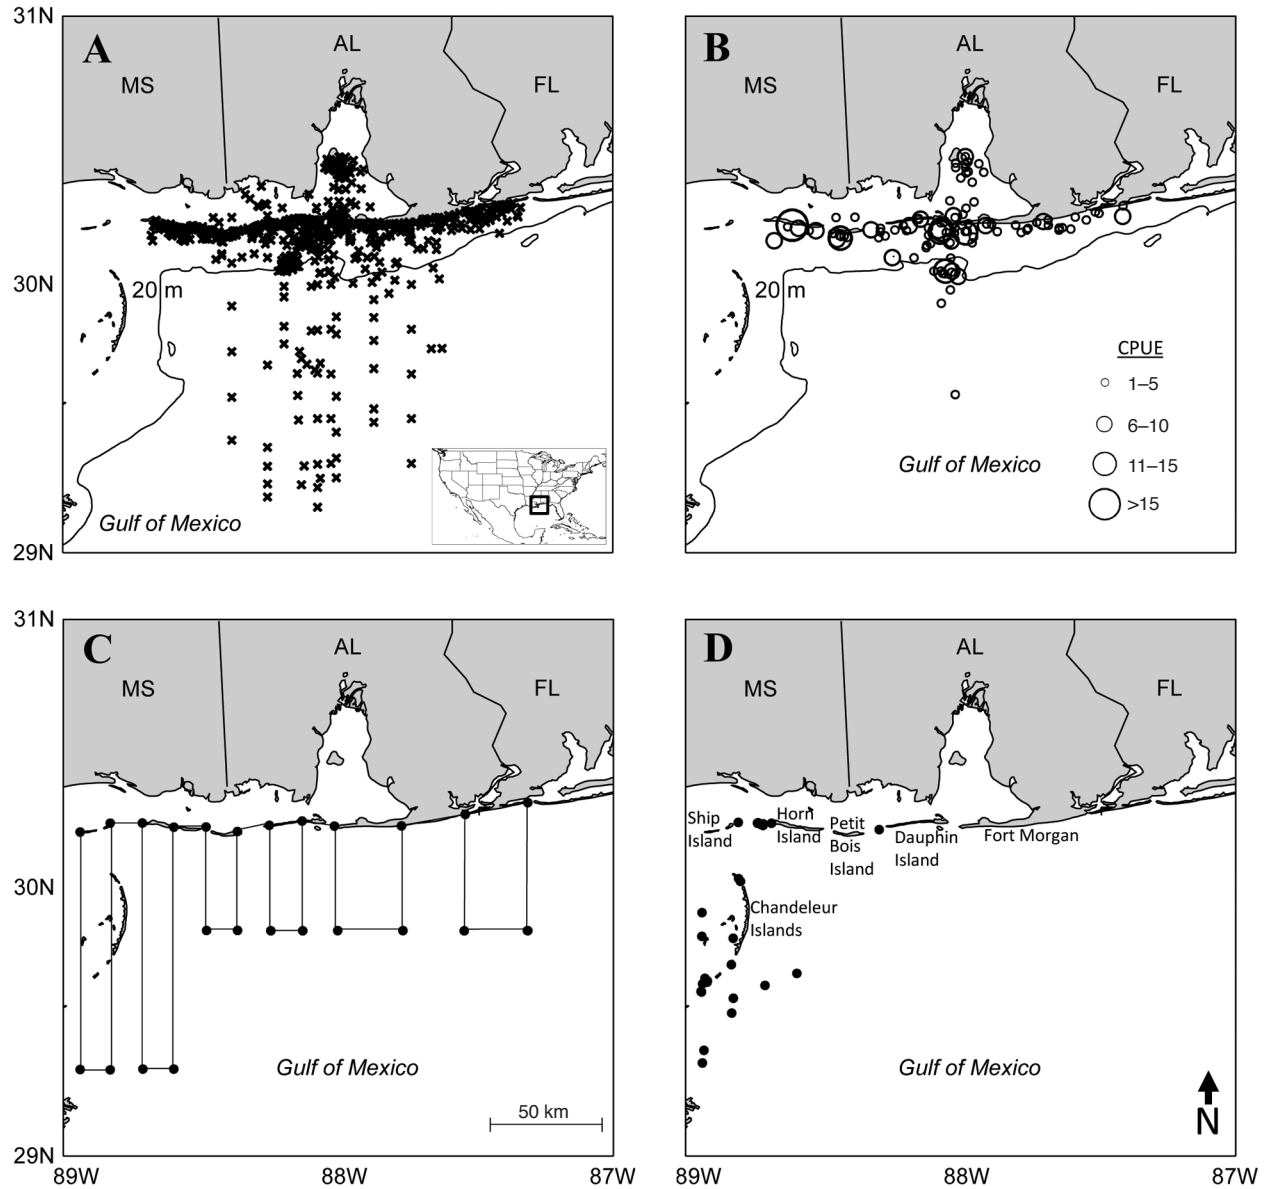 31N
A
AL
MS
FL
30N
20 m
Gulf of Mexico
29N
B
AL
MS
FL
20 m
CPUE
1–5
6–10
11–15
>15
Gulf of Mexico
31N
C
AL
MS
FL
30N
Gulf of Mexico
50 km
29N
89W
88W
87W
D
AL
MS
FL
Ship
Island
Horn
Island
Petit
Bois
Island
Dauphin
Island
Fort Morgan
Chandeleur
Islands
Gulf of Mexico
N
89W
88W
87W